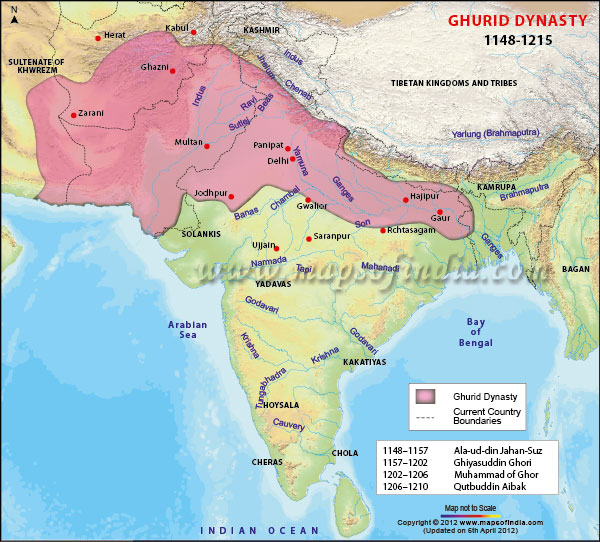 GHURID DYNASTY
1148-1215
N
Kabul
Herat
KASHMIR
SULTENATE OF
KHWREZM
Ghazni
Indus
Jhelum
Chenab
TIBETAN KINGDOMS AND TRIBES
Indus
Ravi
Beas
Zarani
Sutlej
Yarlung (Brahmaputra)
Multan
Panipat
Delhi
Yamuna
Ganges
KAMRUPA
Brahmaputra
Jodhpur
Chambal
Hajipur
Gwalior
Banas
Gaur
Son
SOLANKIS
Rchtasagam
Saranpur
Ganges
Ujjain
Narmada
Tapi
Mahanadi
BAGAN
www.mapsofindia.com
YADAVAS
Godavari
Arabian
Sea
Bay
of
Bengal
Krishna
Krishna
Godavari
KAKATIYAS
Tungabhadra
HOYSALA
Cauvery
CHOLA
CHERAS
INDIAN OCEAN
Ghurid Dynasty
Current Country
Boundaries
1148–1157 Ala-ud-din Jahan-Suz
1157–1202 Ghiyasuddin Ghori
1202–1206 Muhammad of Ghor
1206–1210 Qutbuddin Aibak
Map not to Scale
Copyright © 2012 www.mapsofindia.com
(Updated on 6th April 2012)